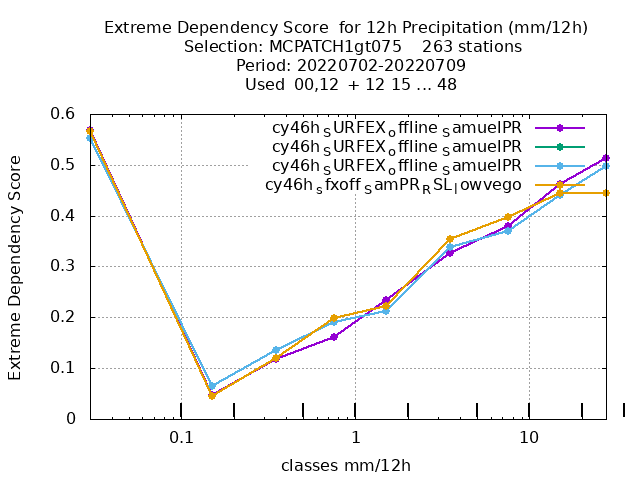 Extreme Dependency Score  for 12h Precipitation (mm/12h)
Selection: MCPATCH1gt075    263 stations
Period: 20220702-20220709
Used  00,12  + 12 15 ... 48
Extreme Dependency Score
0.6
0.5
0.4
0.3
0.2
0.1
0
cy46h_SURFEX_offline_SamuelPR
cy46h_SURFEX_offline_SamuelPR
cy46h_SURFEX_offline_SamuelPR
cy46h_sfxoff_SamPR_RSL_lowvego
0.1
1
10
classes mm/12h